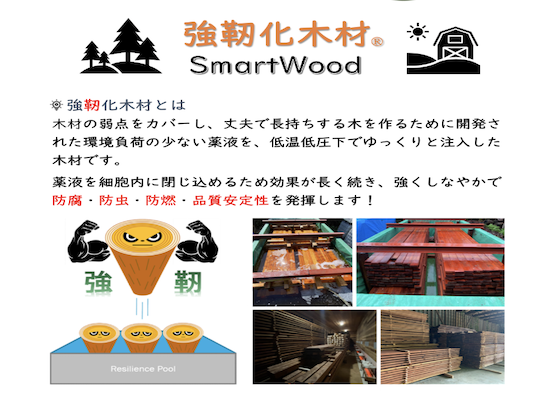 強靭化木材®
SmartWood
強靭化木材とは
木材の弱点をカバーし、丈夫で長持ちする木を作るために開発さ
れた環境負荷の少ない薬液を、低温低圧下でゆっくりと注入した
木材です。
薬液を細胞内に閉じ込めるため効果が長く続き、強くしなやかで
防腐・防虫・防燃・品質安定性を発揮します！
強 靭
Resilience Pool